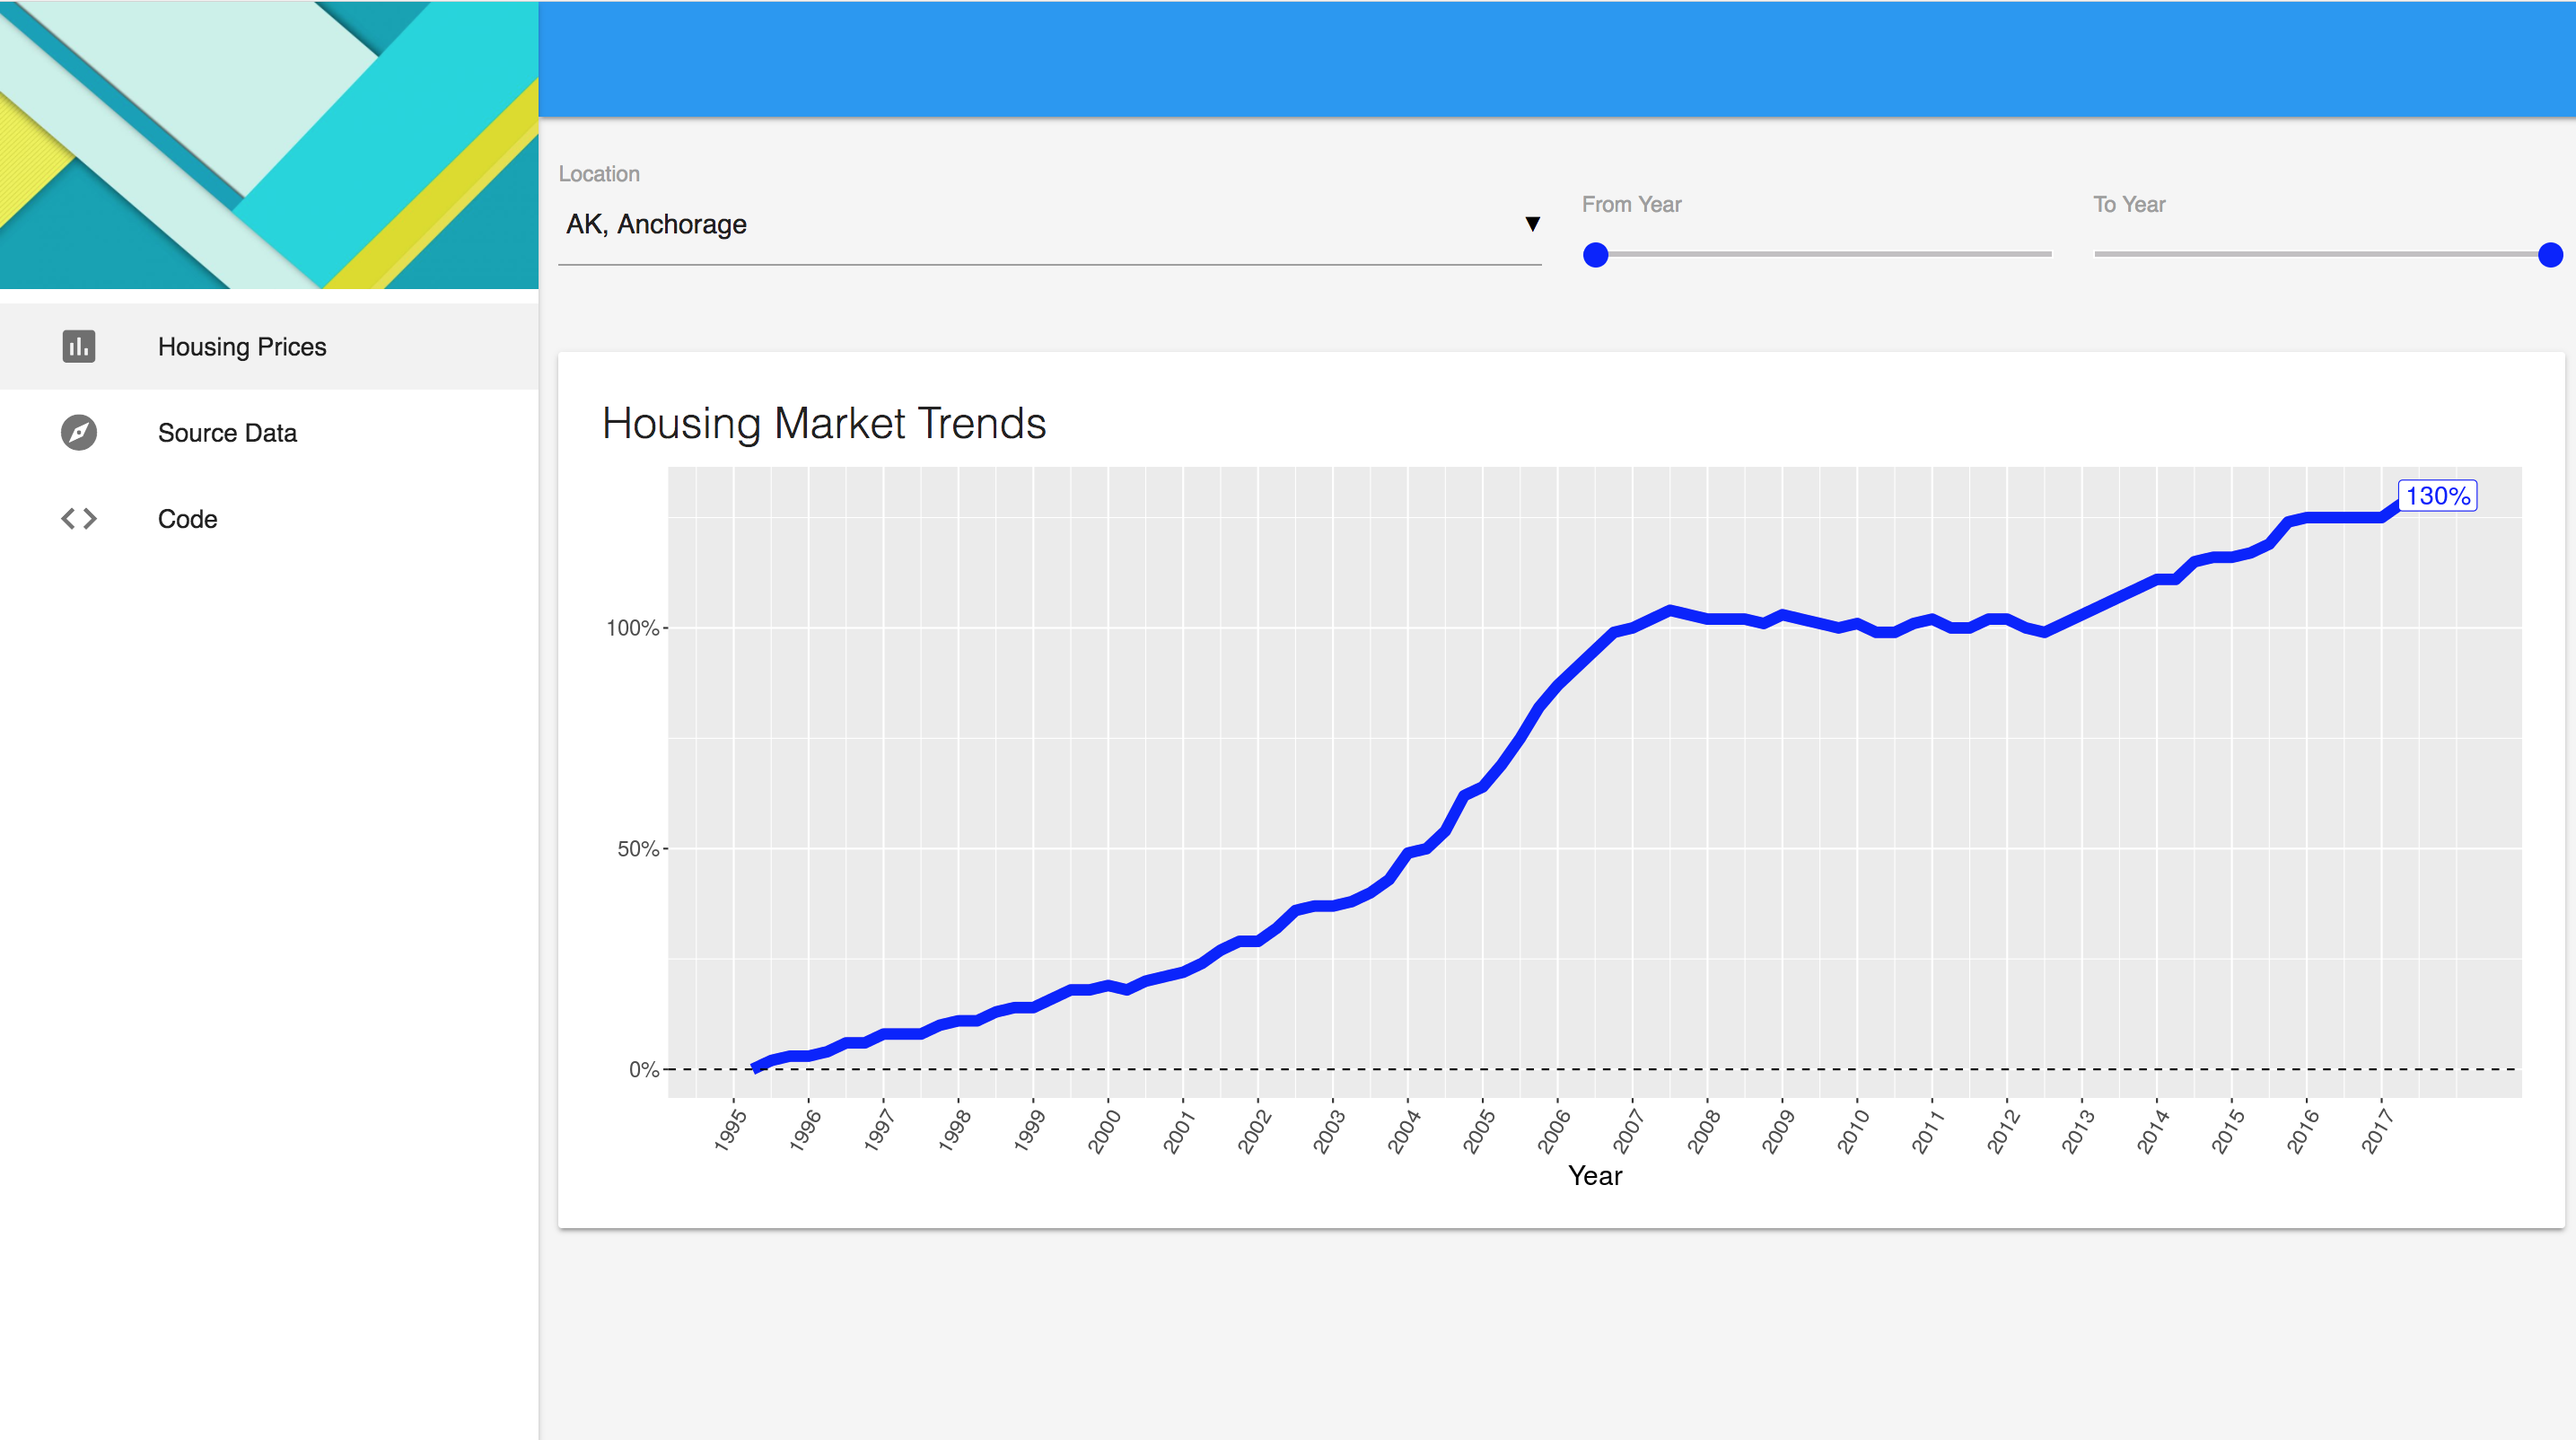 Housing Prices
Source Data
Code
Location
AK, Anchorage
From Year
To Year
Housing Market Trends
130%
100%
50%
0%
1995 1996 1997 1998 1999 2000 2001 2002 2003 2004 2005 2006 2007 2008 2009 2010 2011 2012 2013 2014 2015 2016 2017
Year